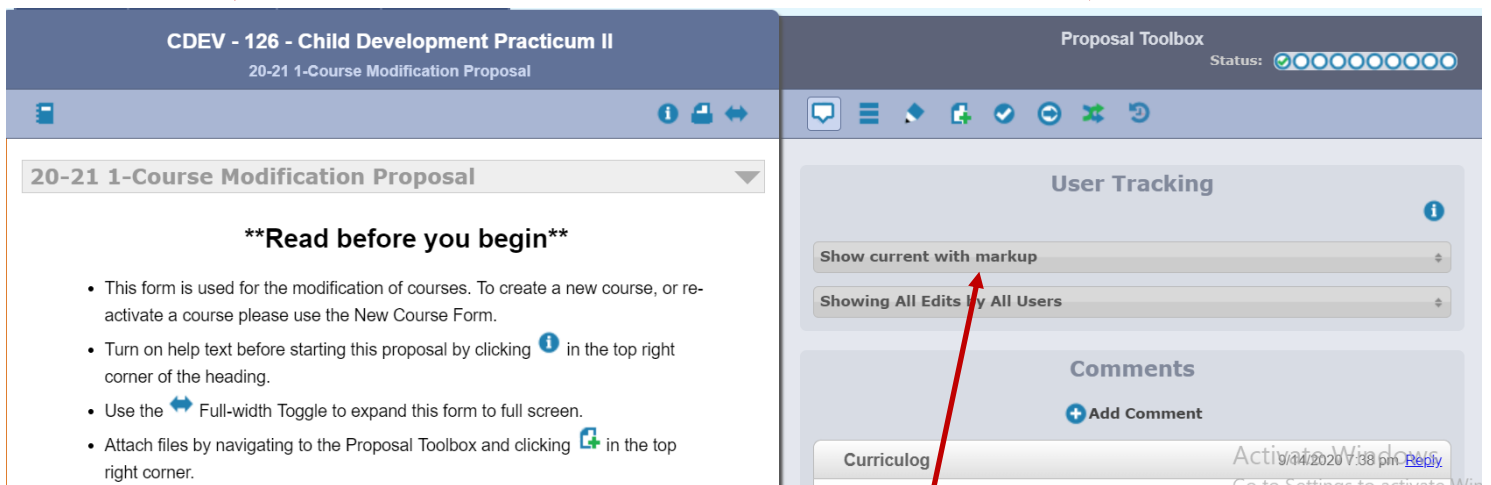 CDEV - 126 - Child Development Practicum II
20-21 1-Course Modification Proposal
Proposal Toolbox
Status:
20-21 1-Course Modification Proposal
**Read before you begin**
• This form is used for the modification of courses. To create a new course, or re-
activate a course please use the New Course Form.
• Turn on help text before starting this proposal by clicking in the top right
corner of the heading.
• Use the Full-width Toggle to expand this form to full screen.
• Attach files by navigating to the Proposal Toolbox and clicking in the top
right corner.
User Tracking
Show current with markup
Showing All Edits by All Users
Comments
Add Comment
Curriculog
9/14/2020 7:38 pm Reply
Activate Windows
Go to Settings to activate Win